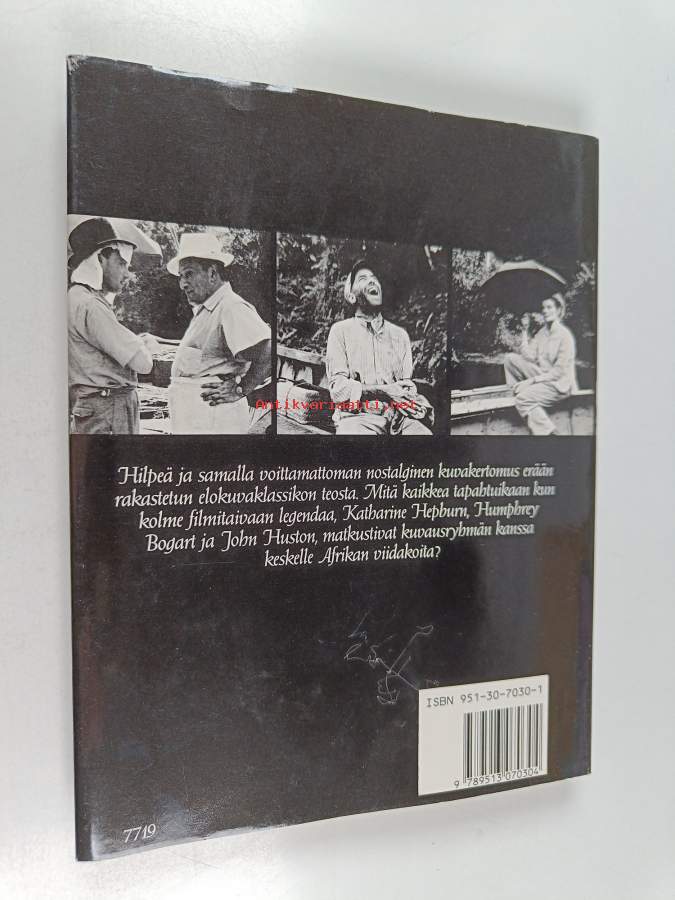 Antikvariaatti.net
Hilpeä ja samalla voittamattoman nostalginen kuvakertomus erään
rakastetun elokuvaklassikon teosta. Mitä kaikkea tapahtuikaan kun
kolme filmitaivaan legendaa, Katharine Hepburn, Humphrey
Bogart ja John Huston, matkustivat kuvausryhmän kanssa
keskelle Afrikan viidakoita?
ISBN 951-30-7030-1
9 789513 070304
7719